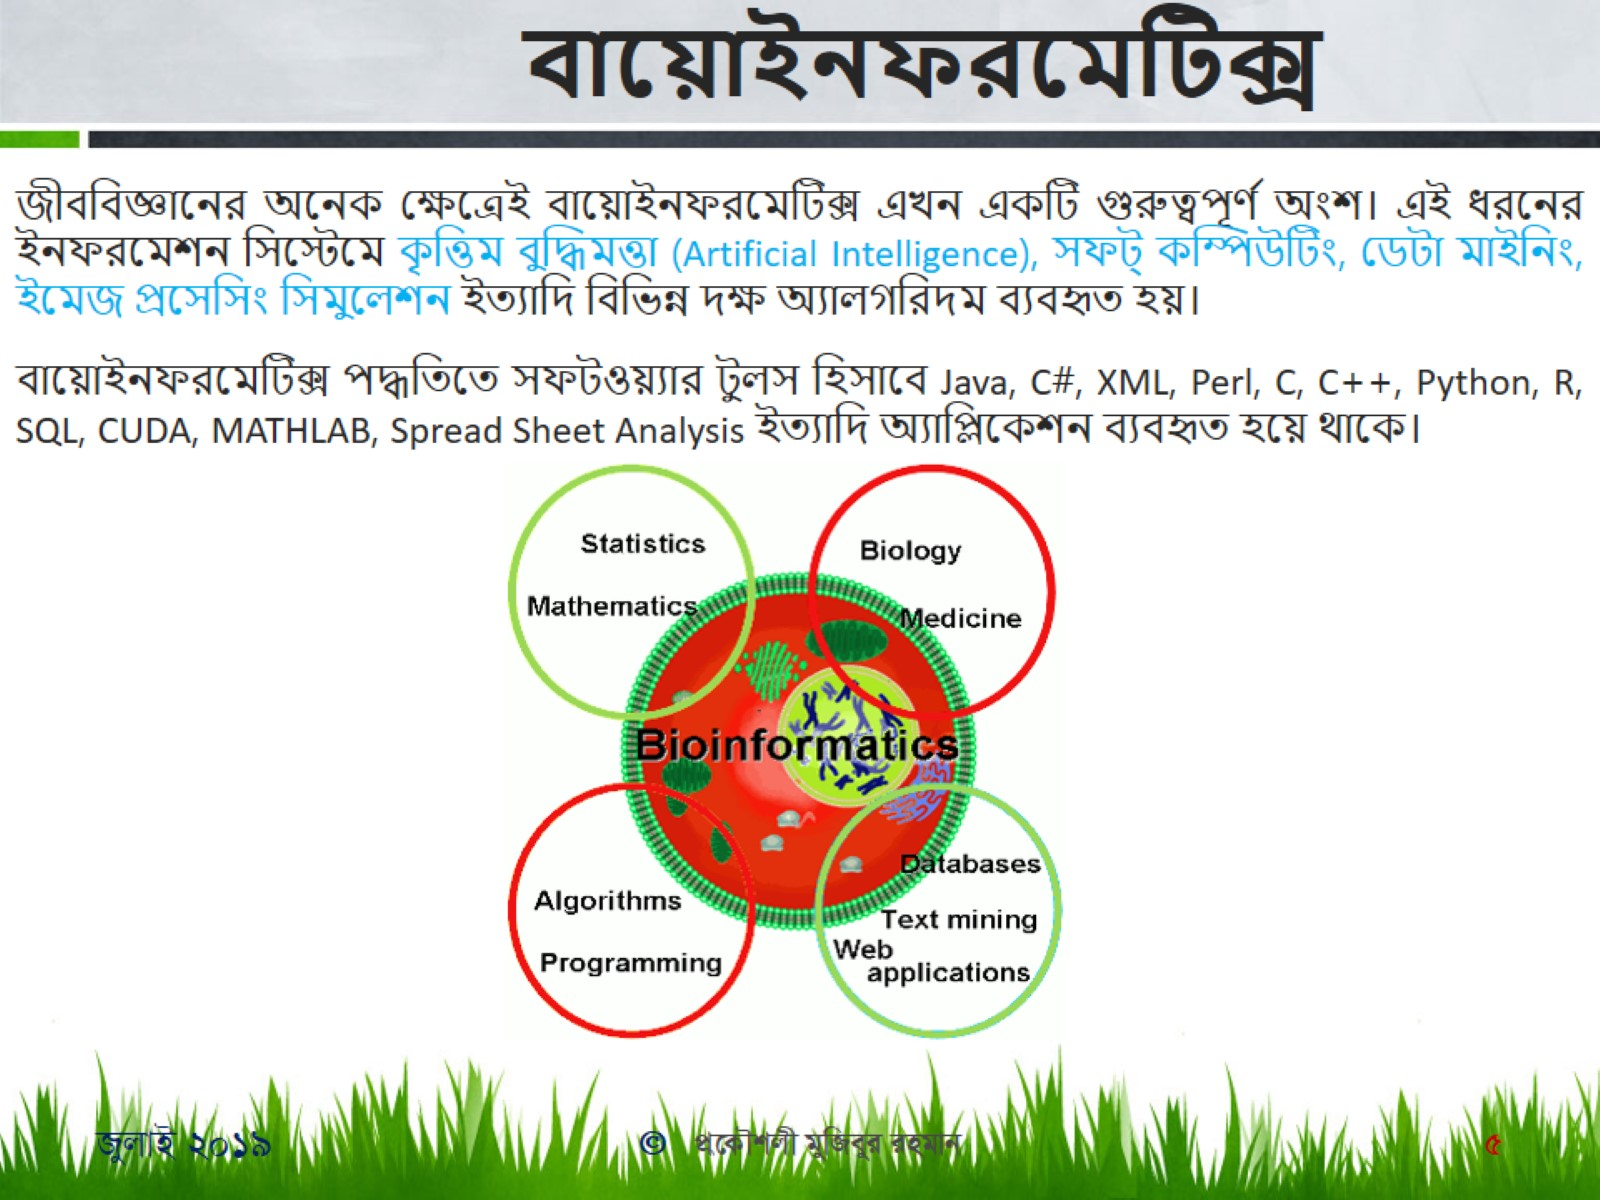 বায়োইনফরমেটিক্স
জীববিজ্ঞানের অনেক ক্ষেত্রেই বায়োইনফরমেটিক্স এখন একটি গুরুত্বপূর্ণ অংশ। এই ধরনের
ইনফরমেশন সিস্টেমে কৃত্তিম বুদ্ধিমত্তা (Artificial Intelligence), সফট্ কম্পিউটিং, ডেটা মাইনিং,
ইমেজ প্রসেসিং সিমুলেশন ইত্যাদি বিভিন্ন দক্ষ অ্যালগরিদম ব্যবহৃত হয়।
বায়োইনফরমেটিক্স পদ্ধতিতে সফটওয়্যার টুলস হিসাবে Java, C#, XML, Perl, C, C++, Python, R,
SQL, CUDA, MATHLAB, Spread Sheet Analysis ইত্যাদি অ্যাপ্লিকেশন ব্যবহৃত হয়ে থাকে।
Statistics
Mathematics
Biology
Medicine
Bioinformatics
Algorithms
Programming
Databases
Text mining
Web
applications
জুলাই ২০১৯
© প্রকৌশলী মুজিবুর রহমান
৫